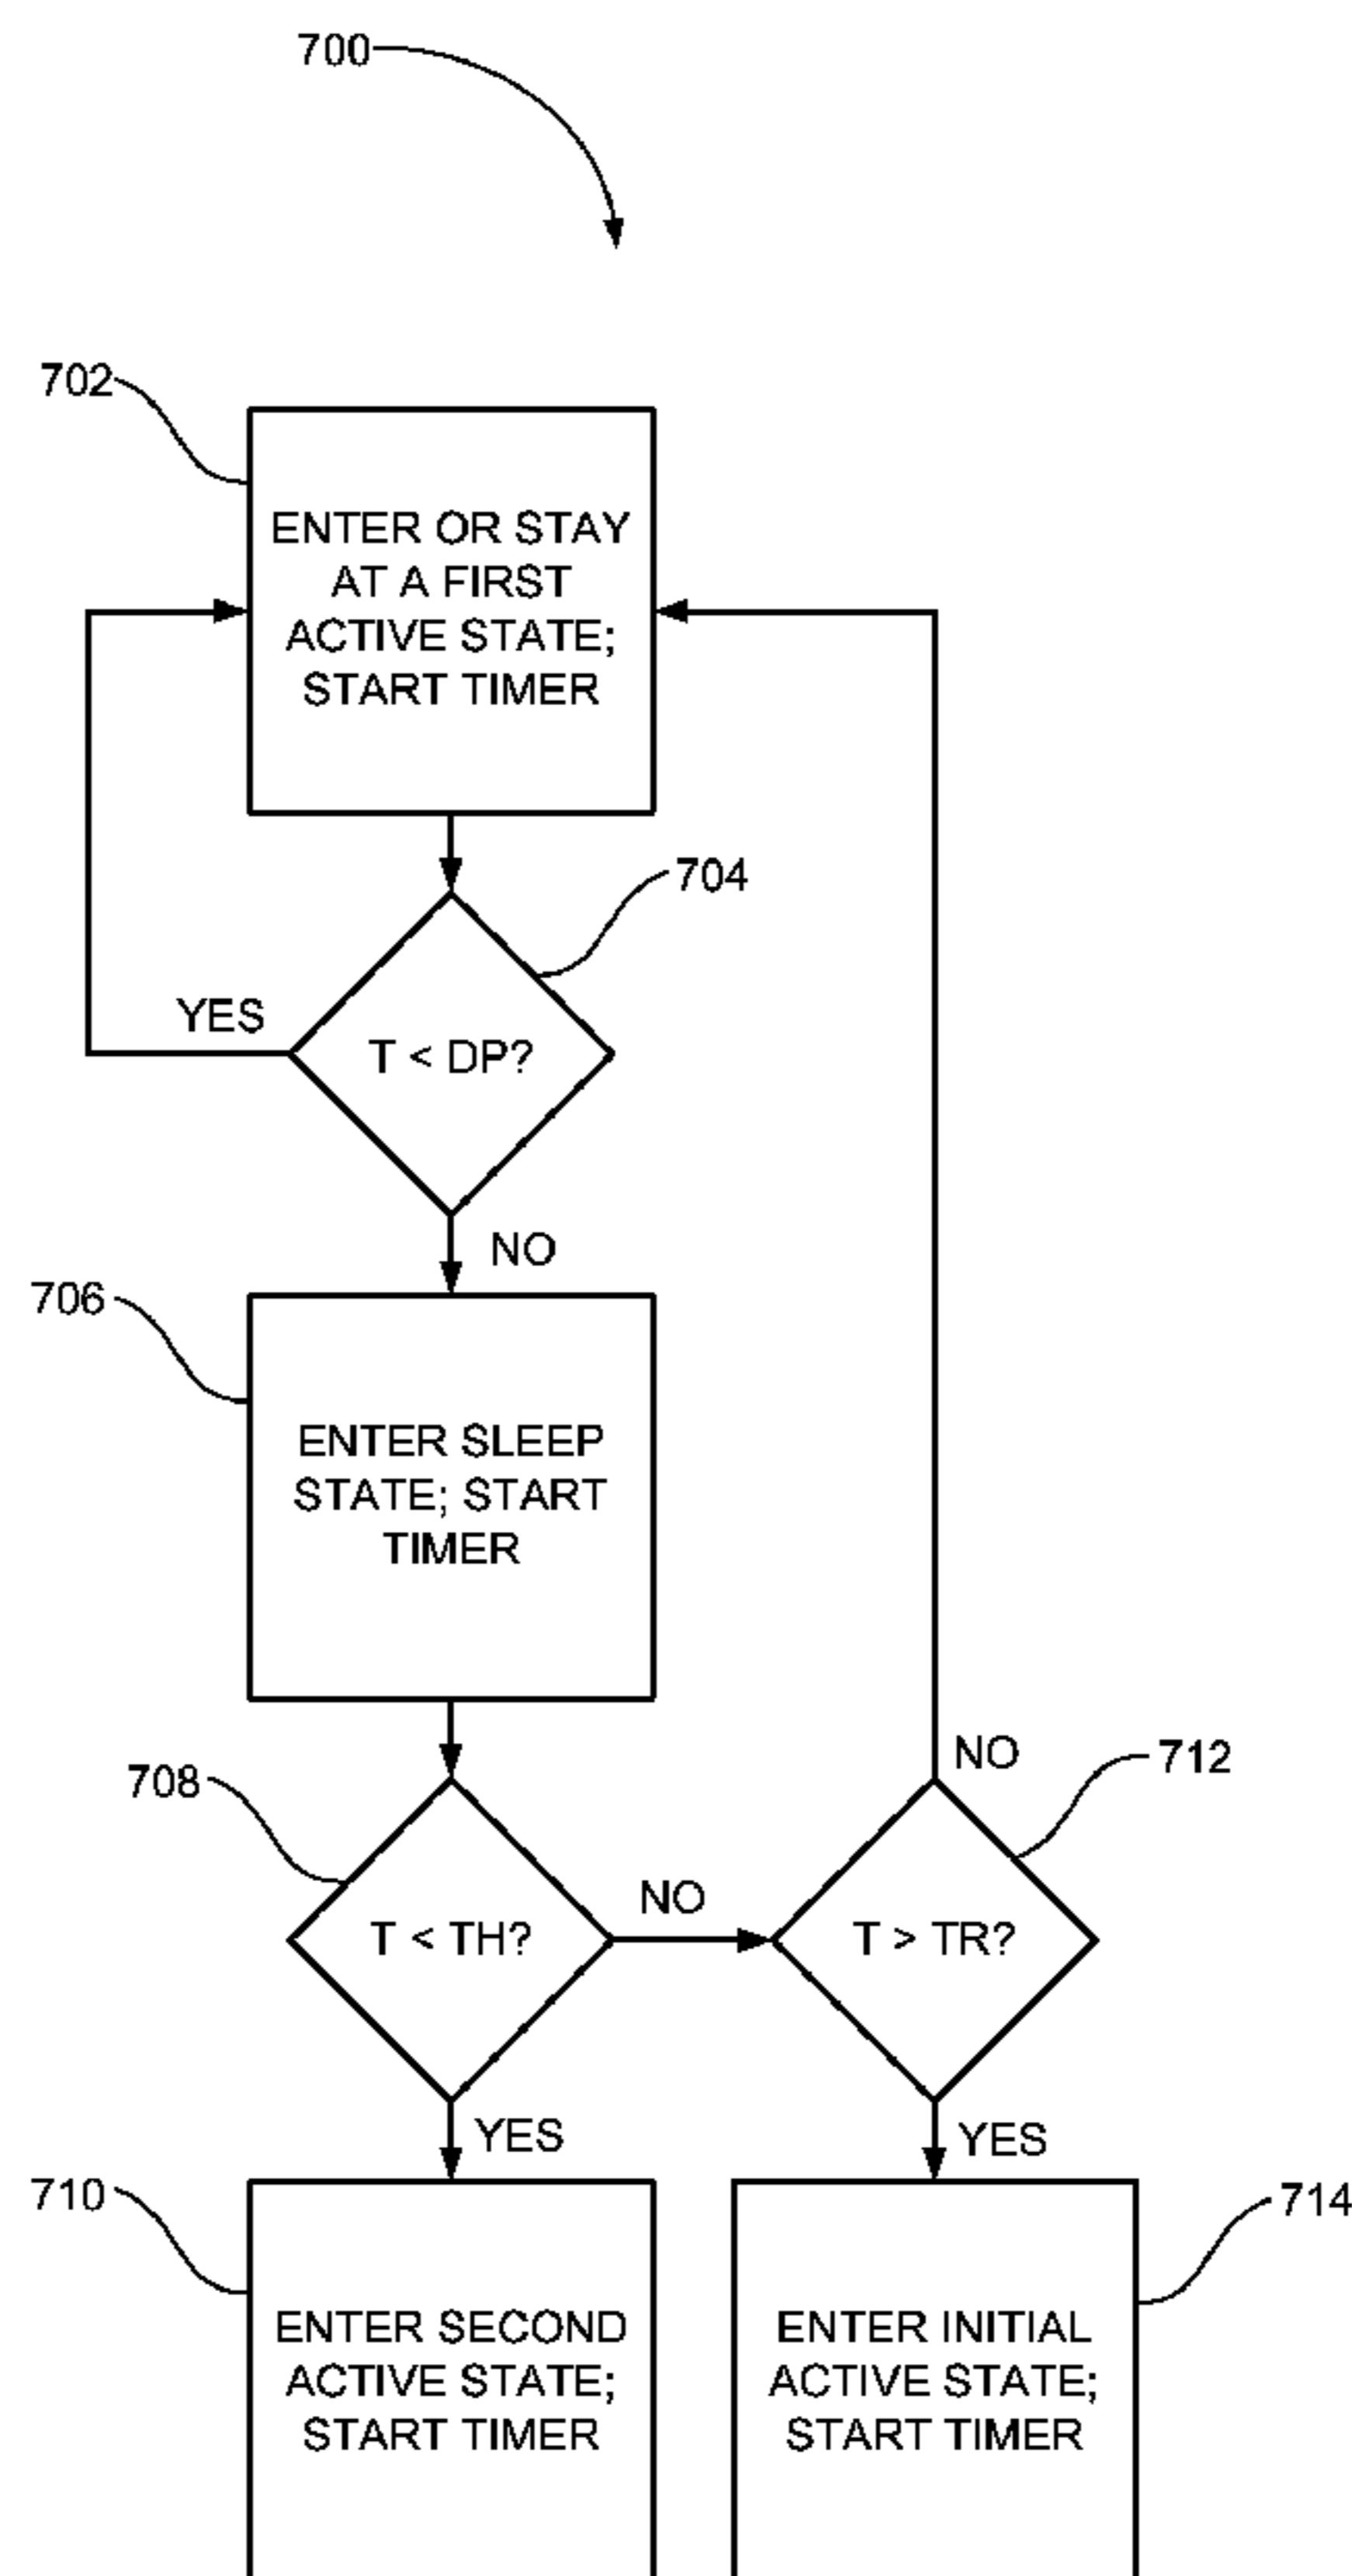 700
702
ENTER OR STAY
AT A FIRST
ACTIVE STATE;
START TIMER
704
YES
T < DP?
NO
706
ENTER SLEEP
STATE; START
TIMER
708
NO
712
T < TH?
NO
T > TR?
YES
YES
710
714
ENTER SECOND
ACTIVE STATE;
START TIMER
ENTER INITIAL
ACTIVE STATE;
START TIMER